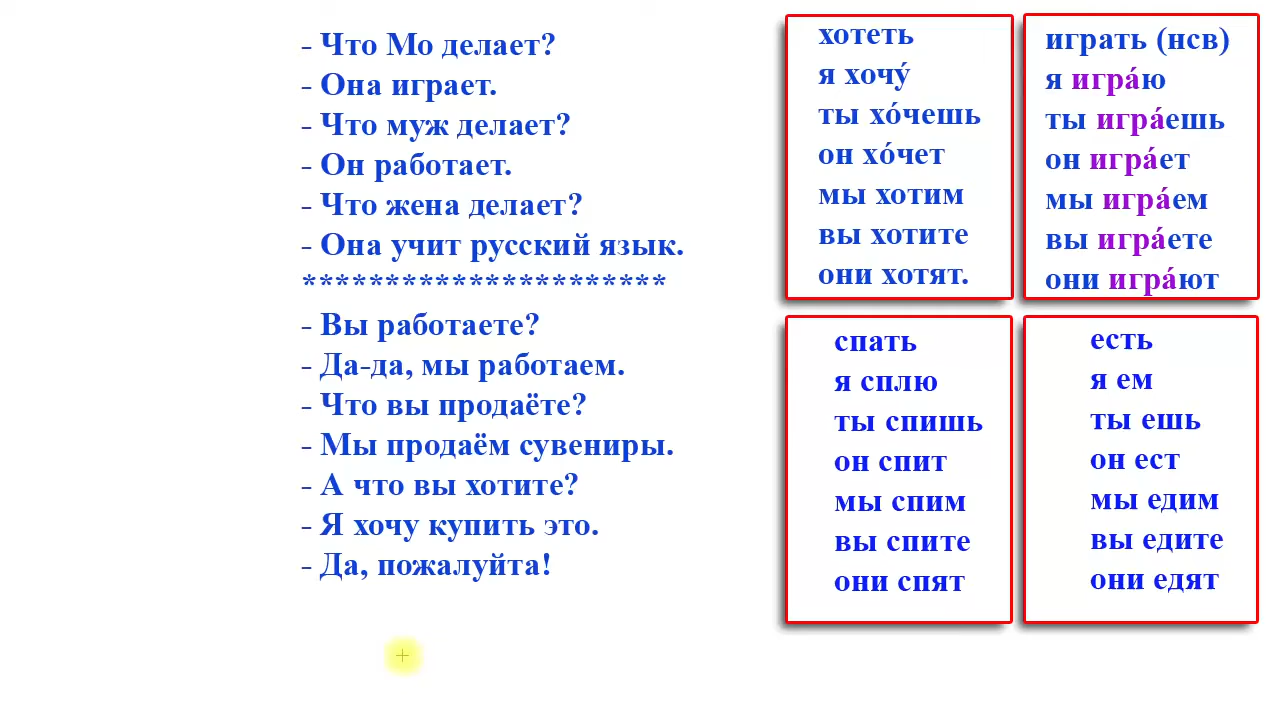 - Что Мо делает?
- Она играет.
- Что муж делает?
- Он работает.
- Что жена делает?
- Она учит русский язык.
**********************
- Вы работаете?
- Да-да, мы работаем.
- Что вы продаёте?
- Мы продаём сувениры.
- А что вы хотите?
- Я хочу купить это.
- Да, пожалуйта!
хотеть
я хочу́
ты хо́чешь
он хо́чет
мы хотим
вы хотите
они хотят.
играть (нсв)
я игра́ю
ты игра́ешь
он игра́ет
мы игра́ем
вы игра́ете
они игра́ют
спать
я сплю
ты спишь
он спит
мы спим
вы спите
они спят
есть
я ем
ты ешь
он ест
мы едим
вы едите
они едят